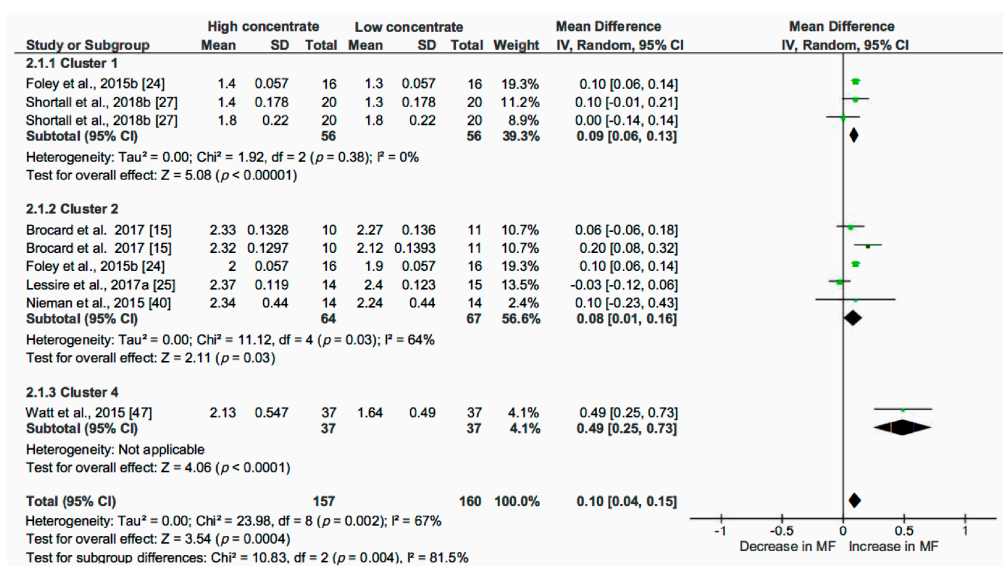 High concentrate Low concentrate Mean Difference Mean Difference
Study or Subgroup Mean SD Total Mean SD Total Weight IV, Random, 95% CI IV, Random, 95% CI
2.1.1 Cluster 1
Foley et al., 2015b [24] 1.4 0.057 16 1.3 0.057 16 19.3% 0.10 [0.06, 0.14]
Shortall et al., 2018b [27] 1.4 0.178 20 1.3 0.178 20 11.2% 0.10 [-0.01, 0.21]
Shortall et al., 2018b [27] 1.8 0.22 20 1.8 0.22 20 8.9% 0.00 [-0.14, 0.14]
Subtotal (95% CI) 56 56 39.3% 0.09 [0.06, 0.13]
Heterogeneity: Tau² = 0.00; Chi² = 1.92, df = 2 (p = 0.38); I² = 0%
Test for overall effect: Z = 5.08 (p < 0.00001)
2.1.2 Cluster 2
Brocard et al. 2017 [15] 2.33 0.1328 10 2.27 0.136 11 10.7% 0.06 [-0.06, 0.18]
Brocard et al. 2017 [15] 2.32 0.1297 10 2.12 0.1393 11 10.7% 0.20 [0.08, 0.32]
Foley et al., 2015b [24] 2 0.057 16 1.9 0.057 16 19.3% 0.10 [0.06, 0.14]
Lessire et al., 2017a [25] 2.37 0.119 14 2.4 0.123 15 13.5% -0.03 [-0.12, 0.06]
Nieman et al., 2015 [40] 2.34 0.44 14 2.24 0.44 14 2.4% 0.10 [-0.23, 0.43]
Subtotal (95% CI) 64 67 56.6% 0.08 [0.01, 0.16]
Heterogeneity: Tau² = 0.00; Chi² = 11.12, df = 4 (p = 0.03); I² = 64%
Test for overall effect: Z = 2.11 (p = 0.03)
2.1.3 Cluster 4
Watt et al., 2015 [47] 2.13 0.547 37 1.64 0.49 37 4.1% 0.49 [0.25, 0.73]
Subtotal (95% CI) 37 37 4.1% 0.49 [0.25, 0.73]
Heterogeneity: Not applicable
Test for overall effect: Z = 4.06 (p < 0.0001)
Total (95% CI) 157 160 100.0% 0.10 [0.04, 0.15]
Heterogeneity: Tau² = 0.00; Chi² = 23.98, df = 8 (p = 0.002); I² = 67%
Test for overall effect: Z = 3.54 (p = 0.0004)
Test for subgroup differences: Chi² = 10.83, df = 2 (p = 0.004), I² = 81.5%
-1 -0.5 0 0.5 1
Decrease in MF Increase in MF